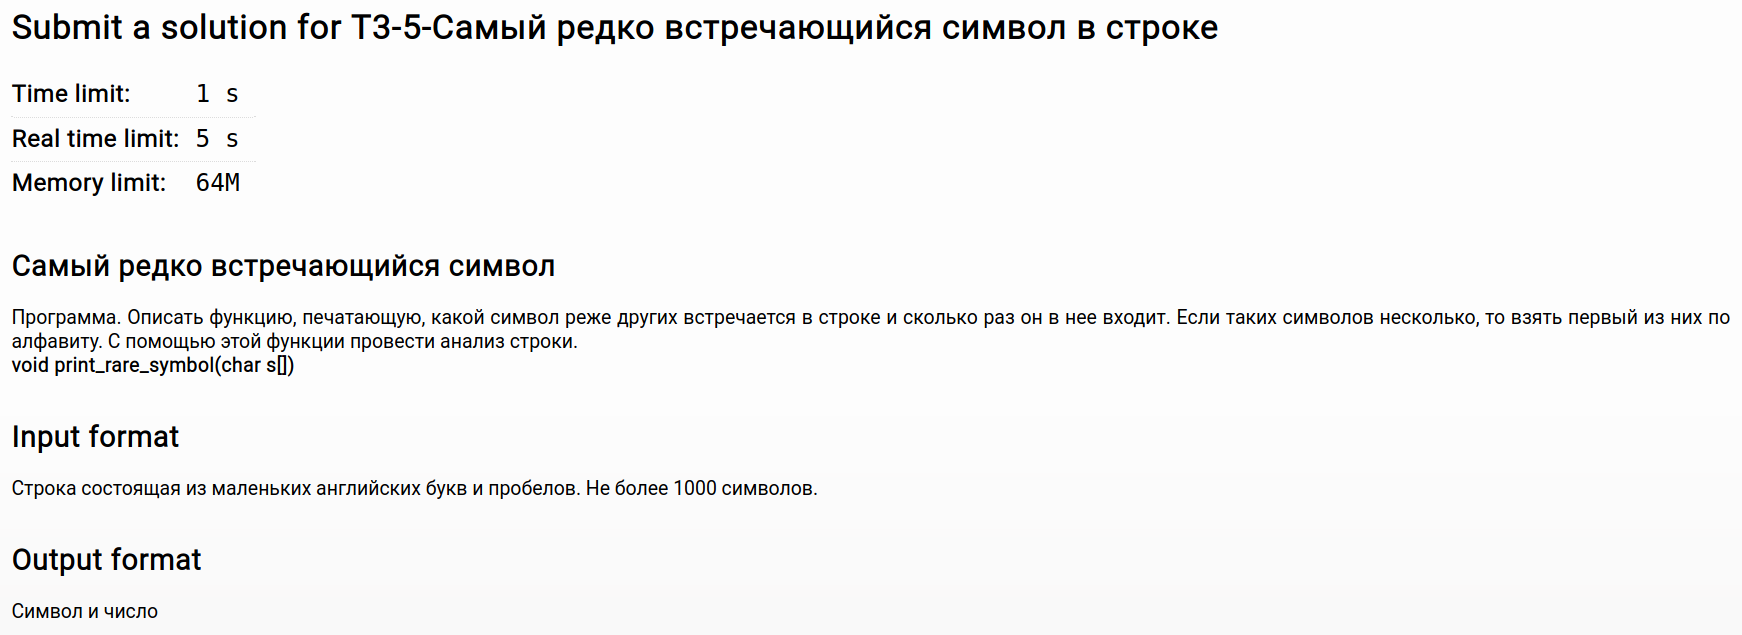 Submit a solution for T3-5-Самый редко встречающийся символ в строке
Time limit: 1 s
Real time limit: 5 s
Memory limit: 64M
Самый редко встречающийся символ
Программа. Описать функцию, печатающую, какой символ реже других встречается в строке и сколько раз он в нее входит. Если таких символов несколько, то взять первый из них по
алфавиту. С помощью этой функции провести анализ строки.
void print_rare_symbol(char s[])
Input format
Строка состоящая из маленьких английских букв и пробелов. Не более 1000 символов.
Output format
Символ и число